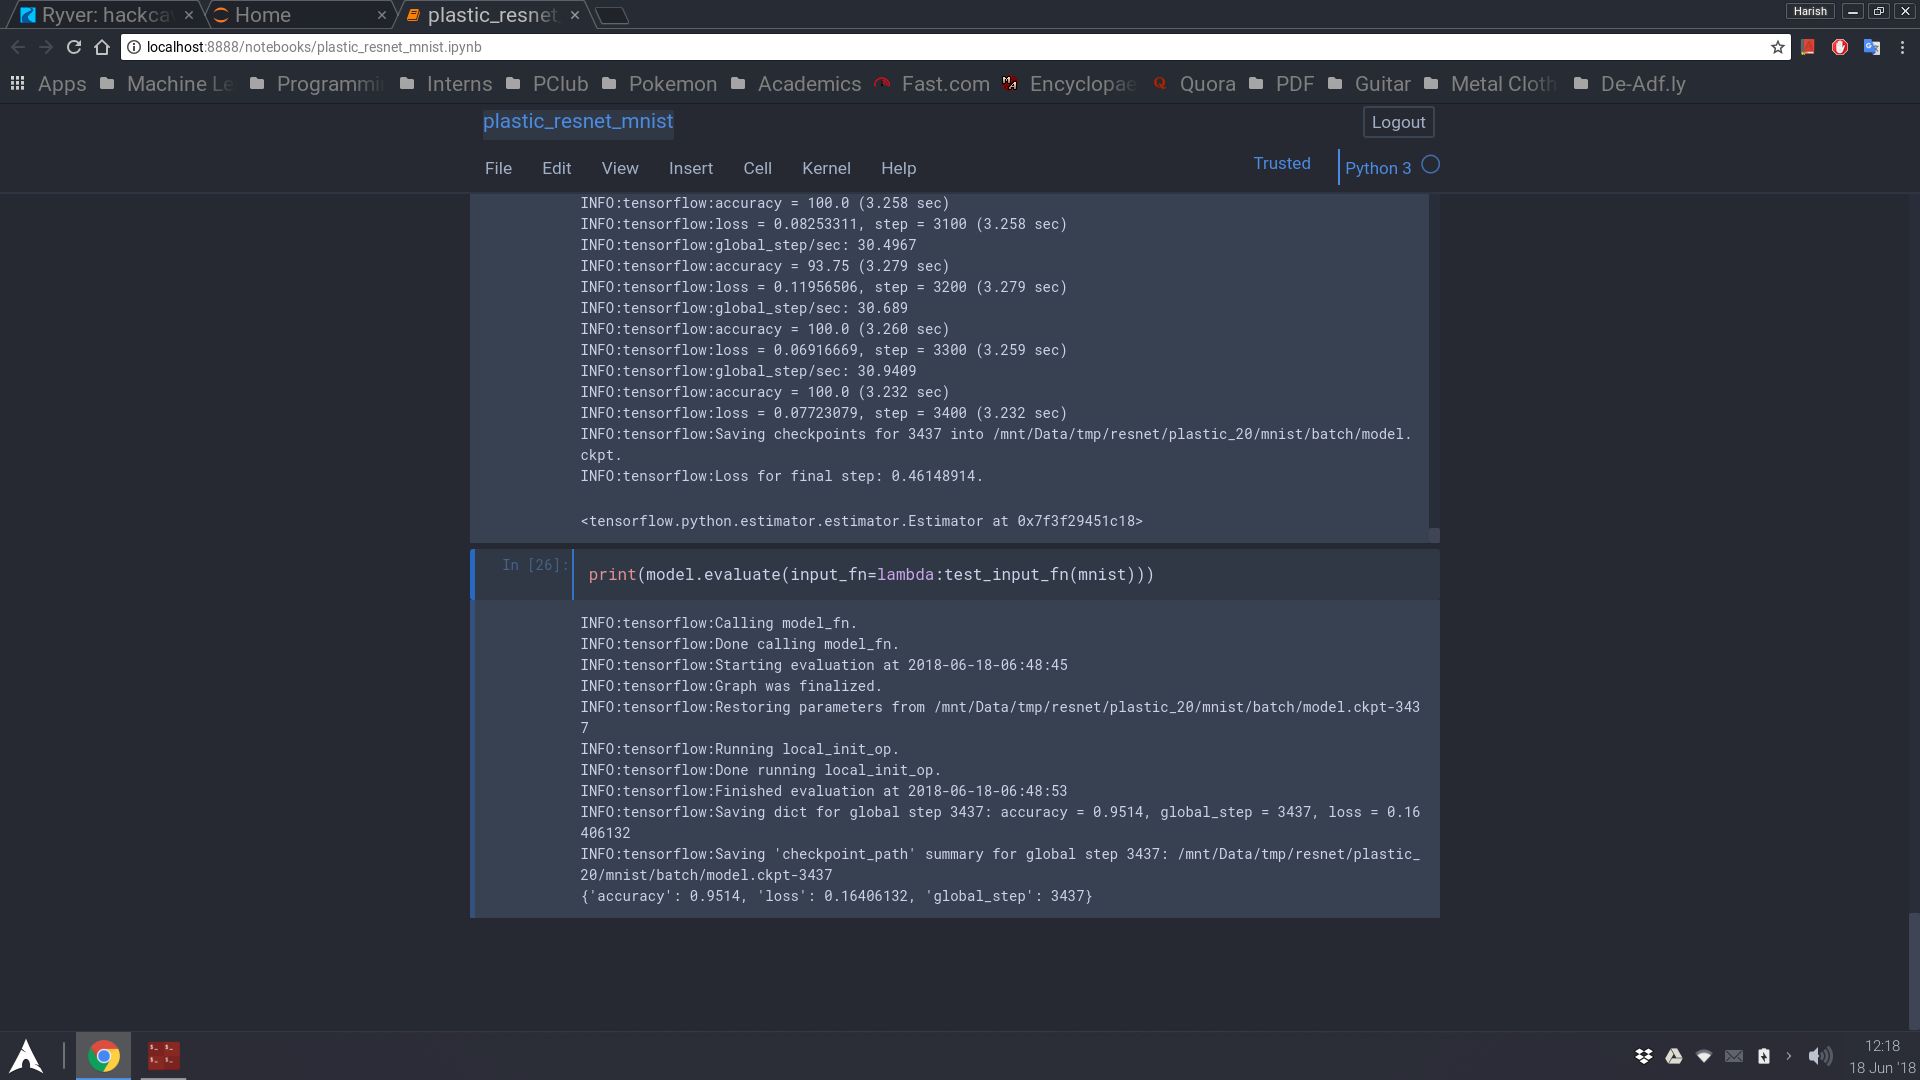 Ryver: hackca
Home
plastic_resnet_
Harish
localhost:8888/notebooks/plastic_resnet_mnist.ipynb
Apps Machine Le Programmi Interns PClub Pokemon Academics Fast.com Encyclopae Quora PDF Guitar Metal Cloth De-Adf.ly
plastic_resnet_mnist
Logout
File Edit View Insert Cell Kernel Help
Trusted
Python 3
INFO:tensorflow:accuracy = 100.0 (3.258 sec)
INFO:tensorflow:loss = 0.08253311, step = 3100 (3.258 sec)
INFO:tensorflow:global_step/sec: 30.4967
INFO:tensorflow:accuracy = 93.75 (3.279 sec)
INFO:tensorflow:loss = 0.11956506, step = 3200 (3.279 sec)
INFO:tensorflow:global_step/sec: 30.689
INFO:tensorflow:accuracy = 100.0 (3.260 sec)
INFO:tensorflow:loss = 0.06916669, step = 3300 (3.259 sec)
INFO:tensorflow:global_step/sec: 30.9409
INFO:tensorflow:accuracy = 100.0 (3.232 sec)
INFO:tensorflow:loss = 0.07723079, step = 3400 (3.232 sec)
INFO:tensorflow:Saving checkpoints for 3437 into /mnt/Data/tmp/resnet/plastic_20/mnist/batch/model.
ckpt.
INFO:tensorflow:Loss for final step: 0.46148914.
<tensorflow.python.estimator.estimator.Estimator at 0x7f3f29451c18>
In [26]:
print(model.evaluate(input_fn=lambda:test_input_fn(mnist)))
INFO:tensorflow:Calling model_fn.
INFO:tensorflow:Done calling model_fn.
INFO:tensorflow:Starting evaluation at 2018-06-18-06:48:45
INFO:tensorflow:Graph was finalized.
INFO:tensorflow:Restoring parameters from /mnt/Data/tmp/resnet/plastic_20/mnist/batch/model.ckpt-343
7
INFO:tensorflow:Running local_init_op.
INFO:tensorflow:Done running local_init_op.
INFO:tensorflow:Finished evaluation at 2018-06-18-06:48:53
INFO:tensorflow:Saving dict for global step 3437: accuracy = 0.9514, global_step = 3437, loss = 0.16
406132
INFO:tensorflow:Saving 'checkpoint_path' summary for global step 3437: /mnt/Data/tmp/resnet/plastic_
20/mnist/batch/model.ckpt-3437
{'accuracy': 0.9514, 'loss': 0.16406132, 'global_step': 3437}
12:18
18 Jun '18